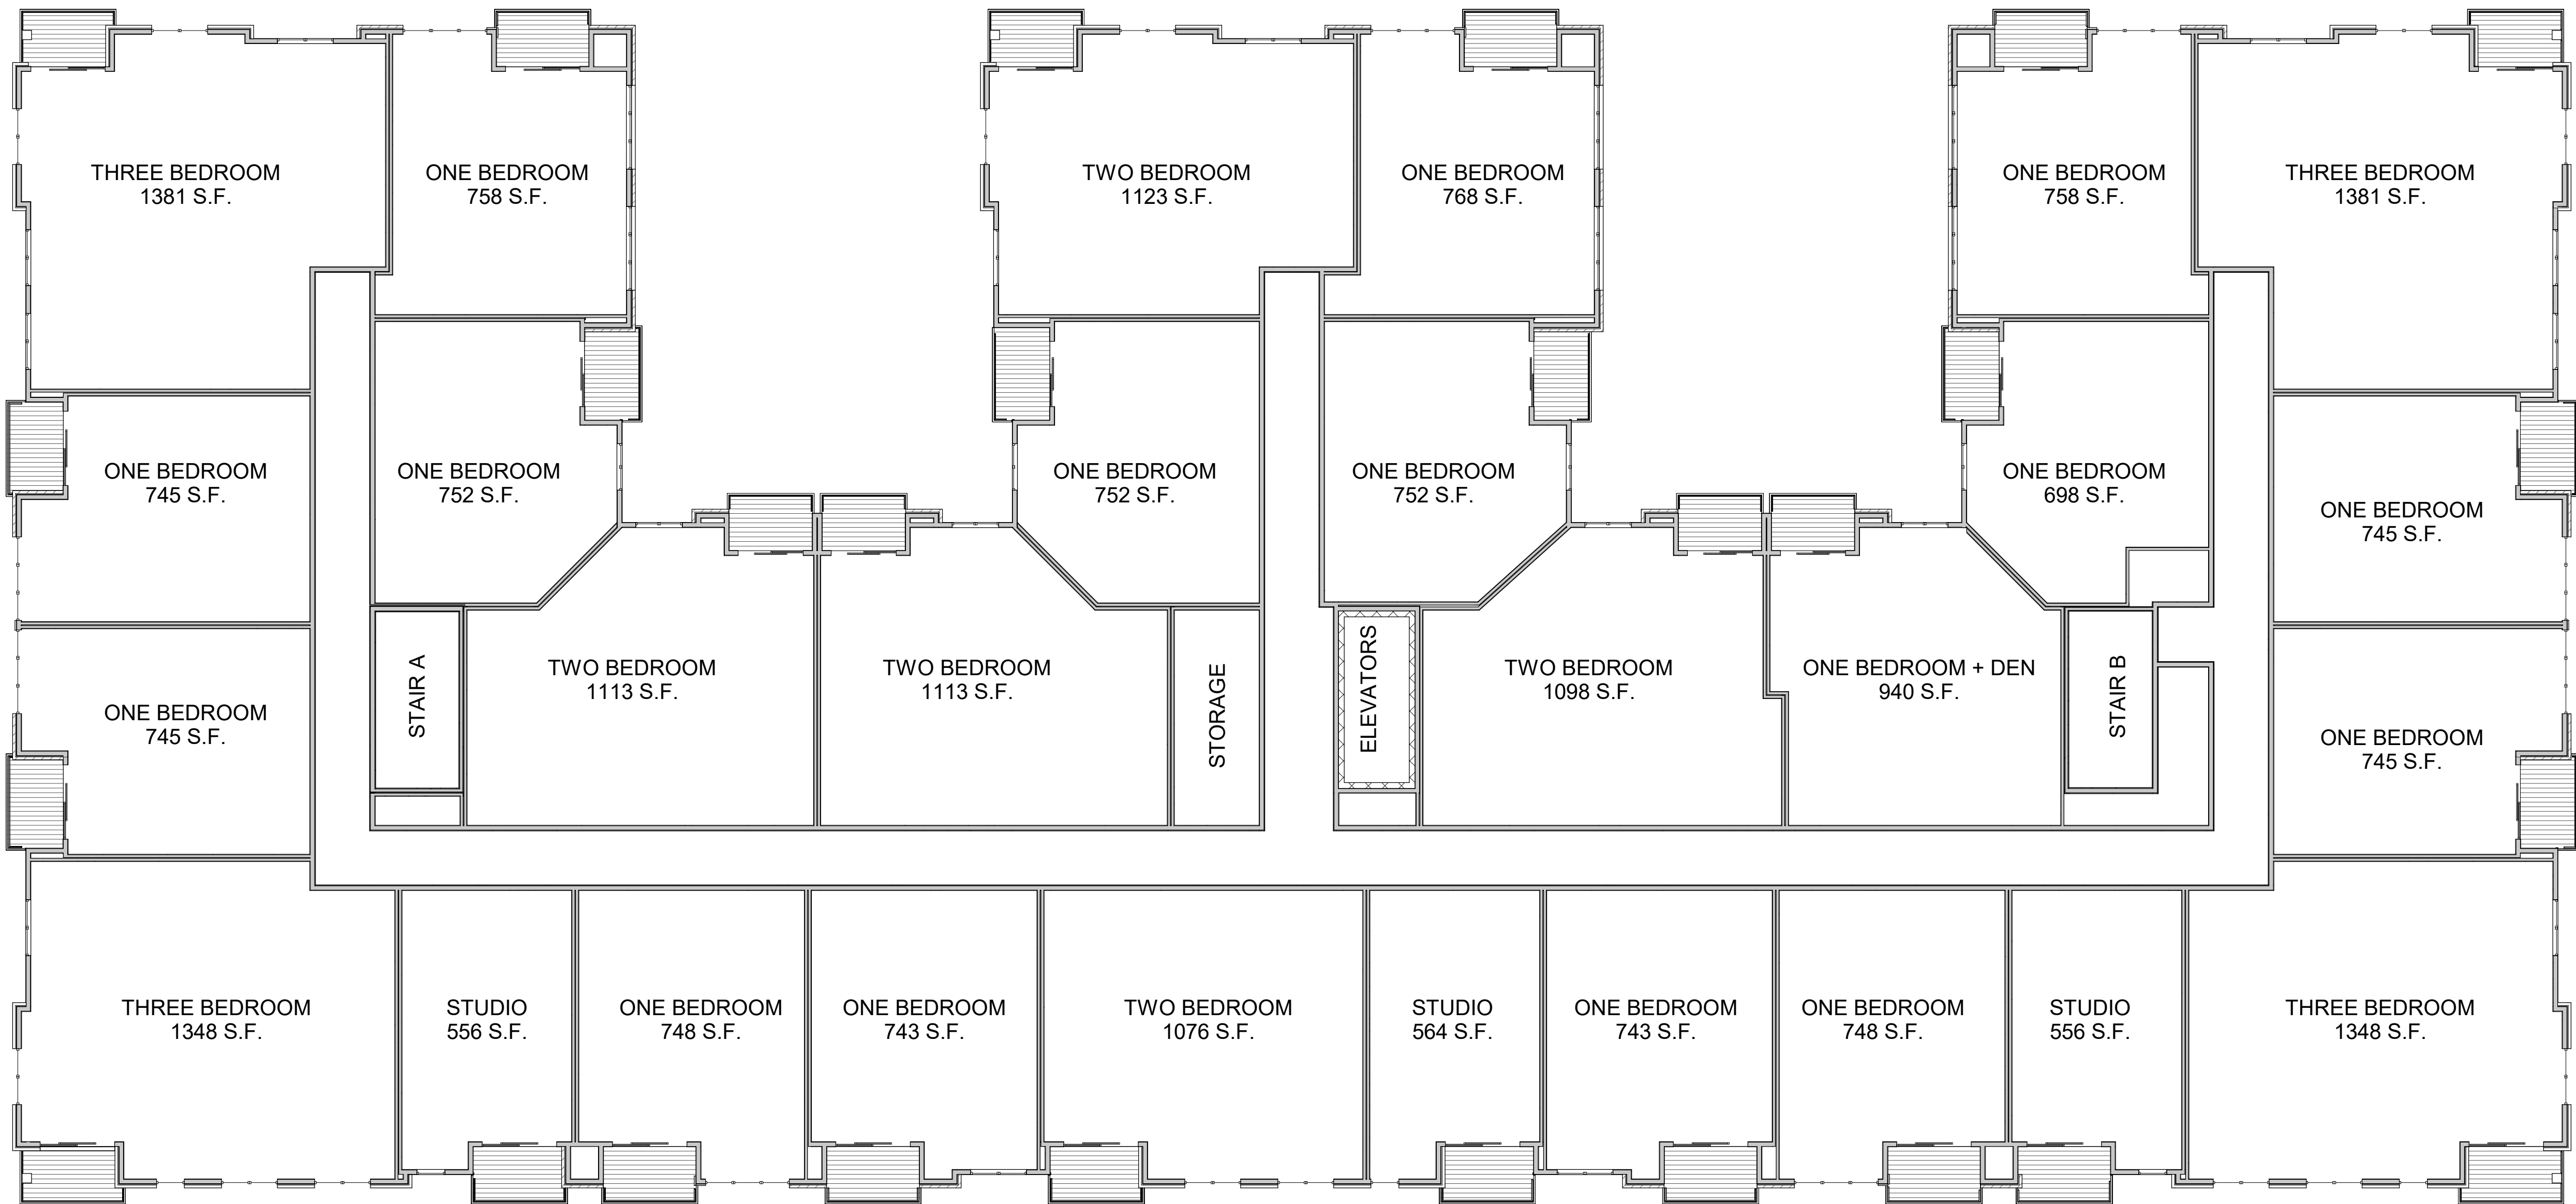 THREE BEDROOM
1381 S.F.
ONE BEDROOM
758 S.F.
TWO BEDROOM
1123 S.F.
ONE BEDROOM
768 S.F.
ONE BEDROOM
758 S.F.
THREE BEDROOM
1381 S.F.
ONE BEDROOM
745 S.F.
ONE BEDROOM
752 S.F.
ONE BEDROOM
752 S.F.
ONE BEDROOM
752 S.F.
ONE BEDROOM
698 S.F.
ONE BEDROOM
745 S.F.
ONE BEDROOM
745 S.F.
STAIR A
TWO BEDROOM
1113 S.F.
TWO BEDROOM
1113 S.F.
STORAGE
ELEVATORS
TWO BEDROOM
1098 S.F.
ONE BEDROOM + DEN
940 S.F.
STAIR B
ONE BEDROOM
745 S.F.
THREE BEDROOM
1348 S.F.
STUDIO
556 S.F.
ONE BEDROOM
748 S.F.
ONE BEDROOM
743 S.F.
TWO BEDROOM
1076 S.F.
STUDIO
564 S.F.
ONE BEDROOM
743 S.F.
ONE BEDROOM
748 S.F.
STUDIO
556 S.F.
THREE BEDROOM
1348 S.F.